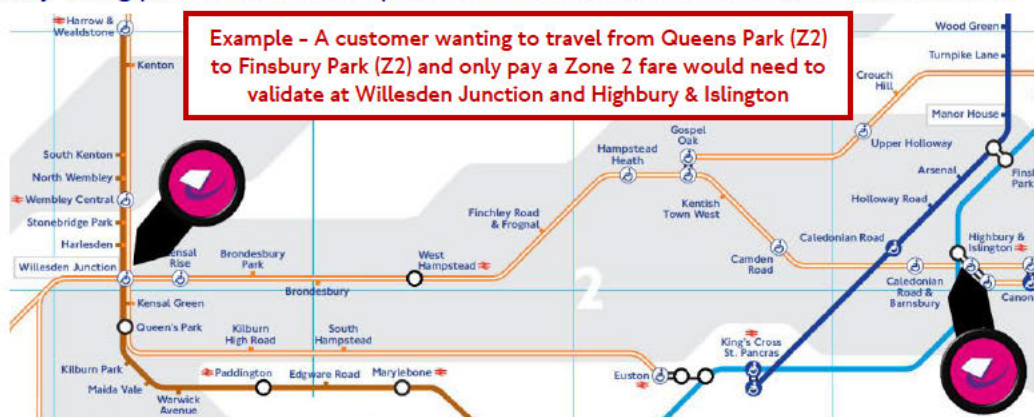 Example - A customer wanting to travel from Queens Park (Z2)
to Finsbury Park (Z2) and only pay a Zone 2 fare would need to
validate at Willesden Junction and Highbury & Islington
Harrow &
Wealdstone
Kenton
South Kenton
North Wembley
Wembley Central
Stonebridge Park
Harlesden
Willesden Junction
Rise
Brondesbury
Park
Brondesbury
West
Hampstead
Finchley Road
& Frognal
Hampstead
Heath
Gospel
Oak
Kentish
Town West
Camden
Road
Crouch
Hill
Upper Holloway
Wood Green
Turnpike Lane
Manor House
Arsenal
Holloway Road
Caledonian Road
Caledonian
Road &
Barnsbury
Highbury &
Islington
Park
2
Kensal Green
Queen's Park
Kilburn
High Road
South
Hampstead
Kilburn Park
Maida Vale
Warwick
Avenue
Paddington
Edgware Road
Marylebone
Euston
King's Cross
St. Pancras